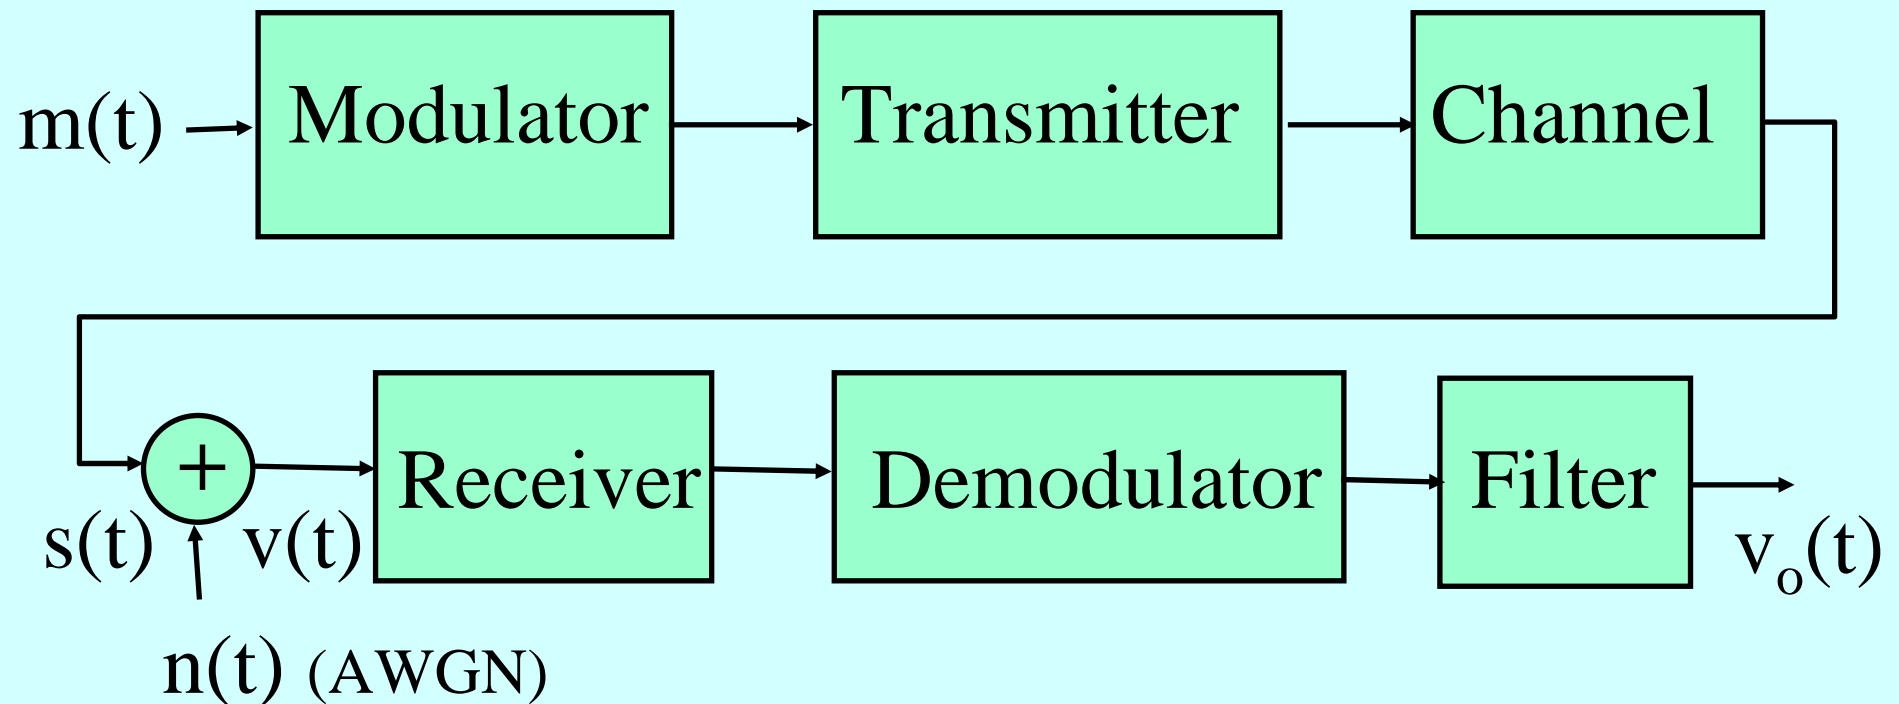 m(t) Modulator Transmitter Channel
+ Receiver Demodulator Filter
s(t) v(t) vo(t)
n(t) (AWGN)